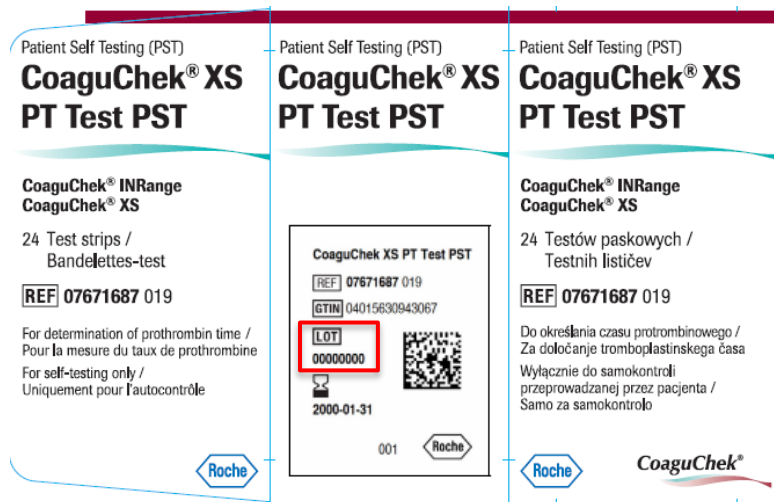 Patient Self Testing (PST)
CoaguChek® XS
PT Test PST
CoaguChek® INRange
CoaguChek® XS
24 Test strips /
Bandelettes-test
REF 07671687 019
For determination of prothrombin time /
Pour la mesure du taux de prothrombine
For self-testing only /
Uniquement pour l'autocontrôle
Roche
Patient Self Testing (PST)
CoaguChek® XS
PT Test PST
CoaguChek XS PT Test PST
REF 07671687 019
GTIN 04015630943067
LOT
00000000
2000-01-31
001
Roche
Patient Self Testing (PST)
CoaguChek® XS
PT Test PST
CoaguChek® INRange
CoaguChek® XS
24 Testów paskowych /
Testnih lističev
REF 07671687 019
Do określania czasu protrombinowego /
Za določanje tromboplastinskega časa
Wyłącznie do samokontroli
przeprowadzanej przez pacjenta /
Samo za samokontrolo
Roche
CoaguChek®